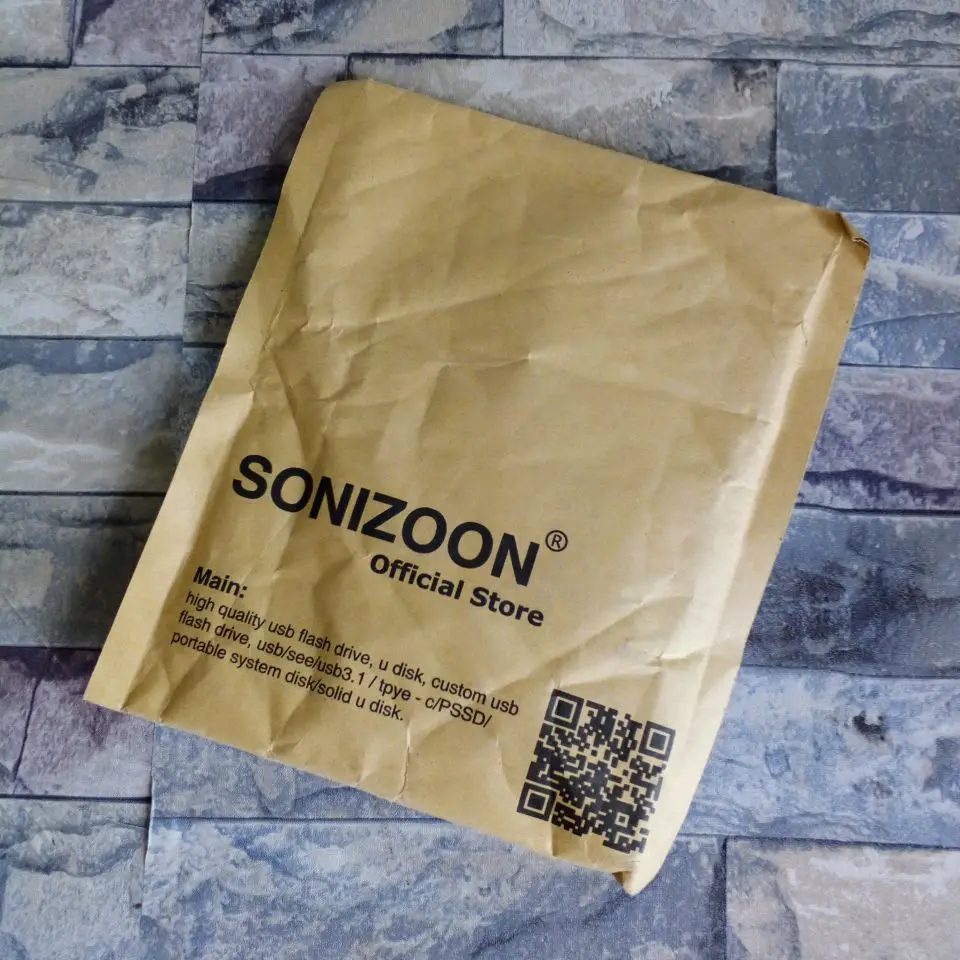 SONIZOON®
Official Store
Main:
high quality usb flash drive, u disk, custom usb
flash drive, usb/see/usb3.1 / tpye - c/PSSD/
portable system disk/solid u disk.